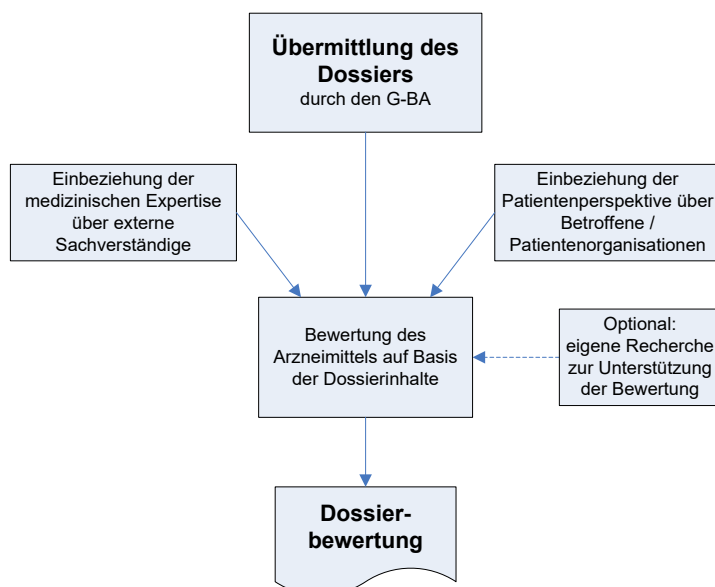 Übermittlung des
Dossiers
durch den G-BA
Einbeziehung der
medizinischen Expertise
über externe
Sachverständige
Einbeziehung der
Patientenperspektive über
Betroffene /
Patientenorganisationen
Bewertung des
Arzneimittels auf Basis
der Dossierinhalte
Optional:
eigene Recherche
zur Unterstützung
der Bewertung
Dossier-
bewertung